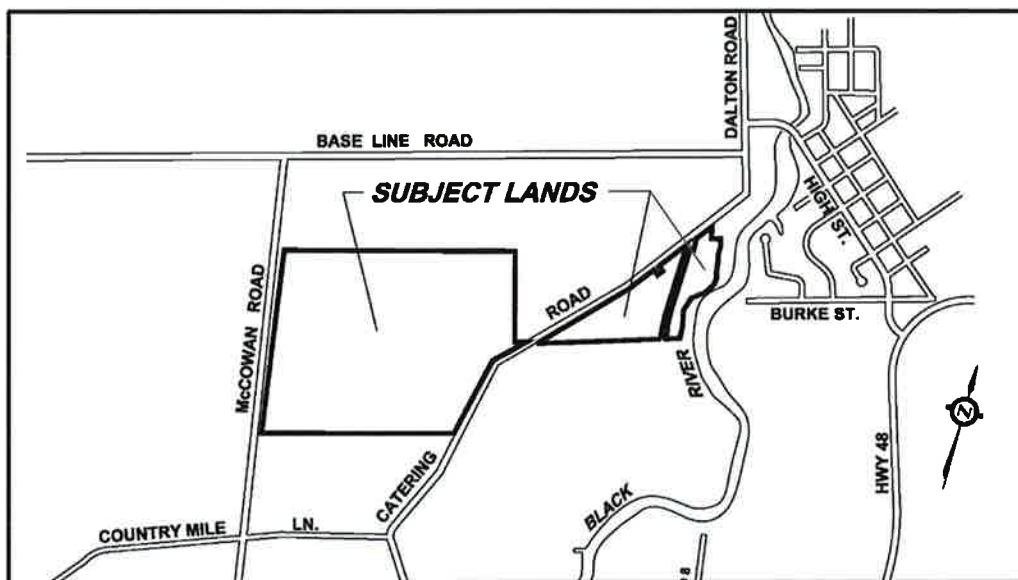 DALTON ROAD
BASE LINE ROAD
SUBJECT LANDS
HIGH ST.
McCOWAN ROAD
ROAD
BURKE ST.
RIVER
N
HWY 48
CATERING
BLACK
COUNTRY MILE LN.